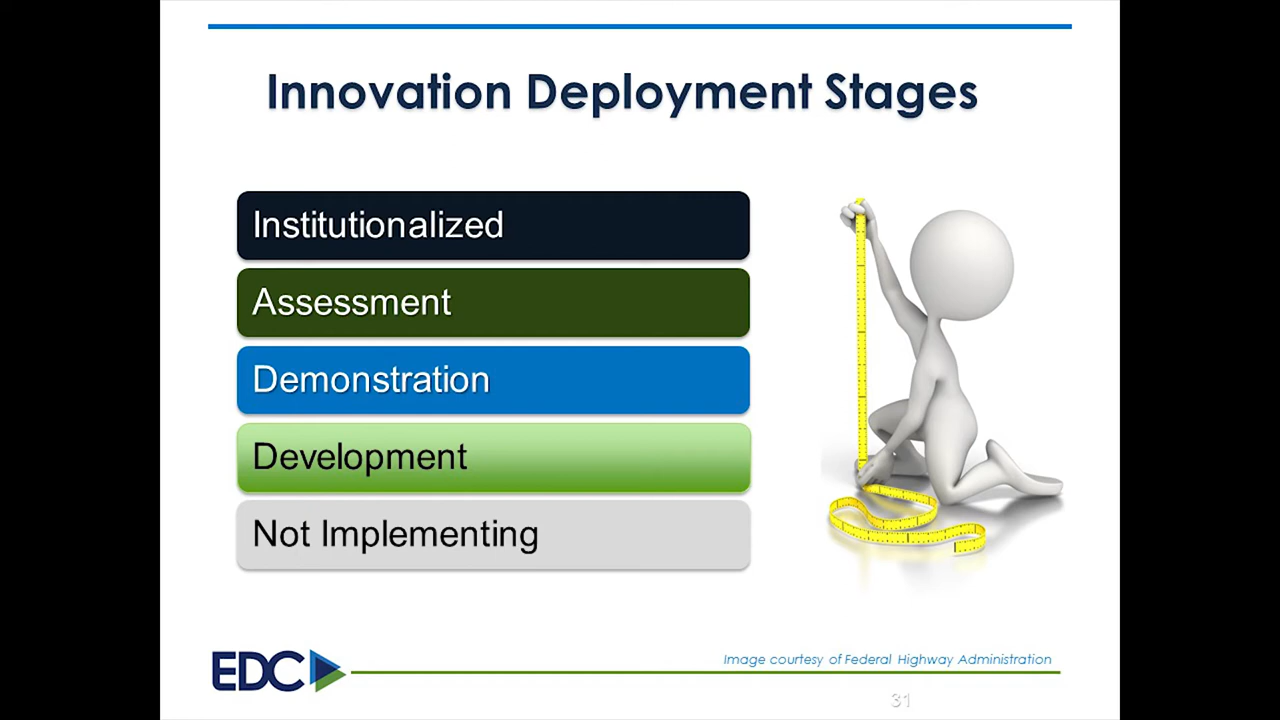 Innovation Deployment Stages
Institutionalized
Assessment
Demonstration
Development
Not Implementing
EDC
Image courtesy of Federal Highway Administration
31